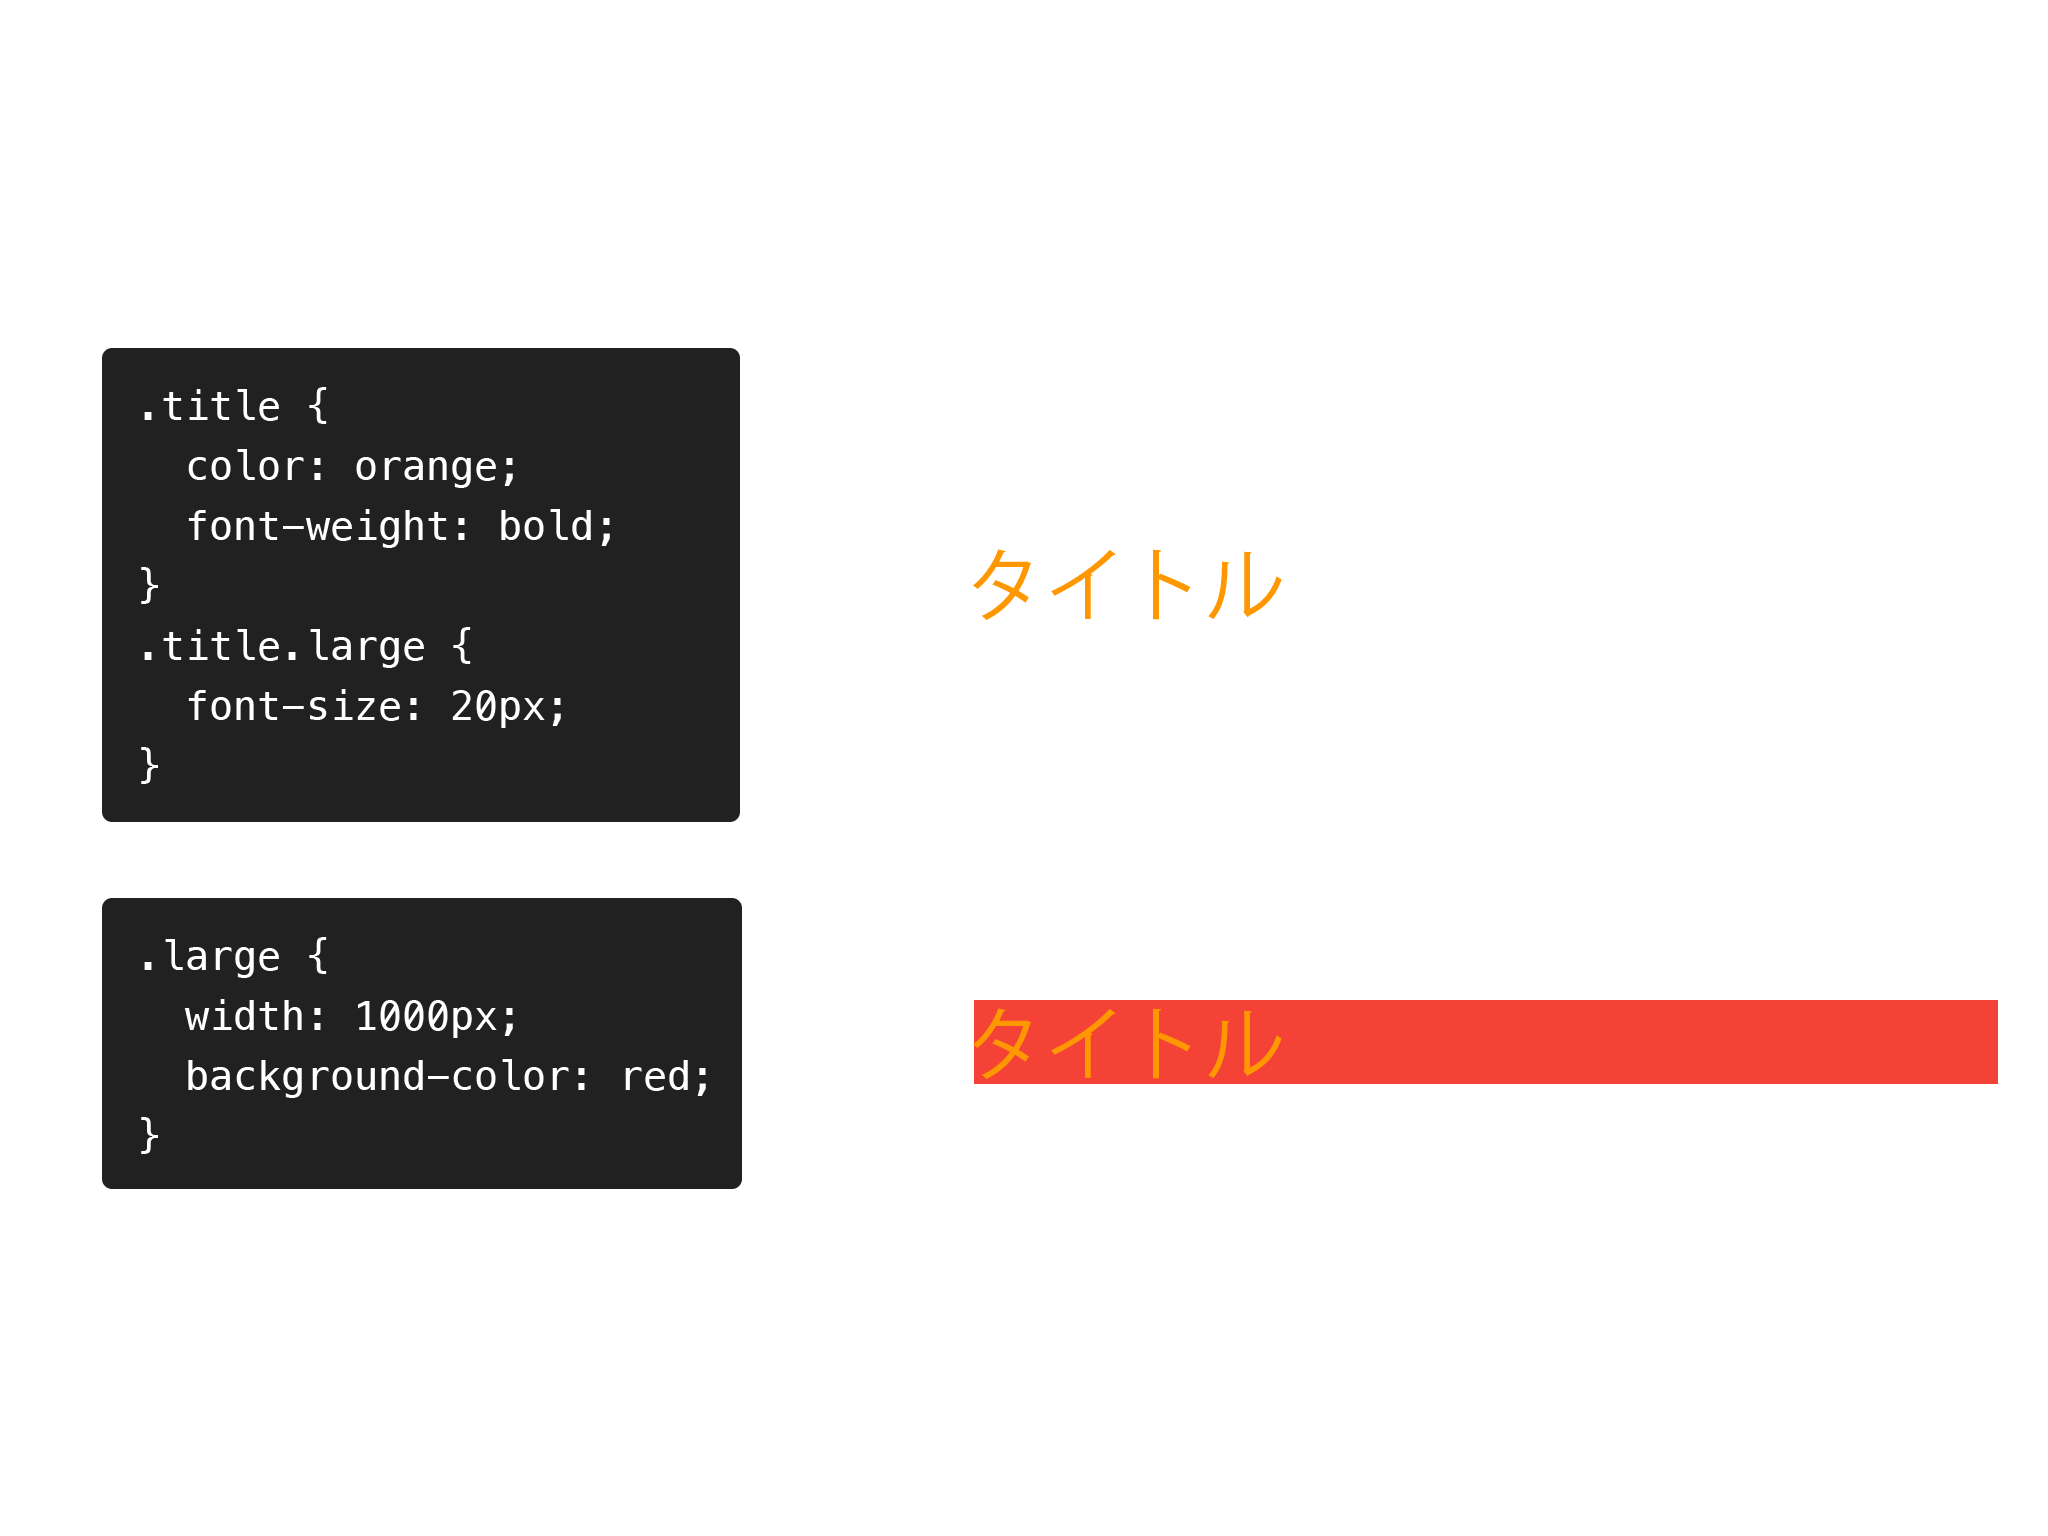 .title {
  color: orange;
  font-weight: bold;
}
.title.large {
  font-size: 20px;
}
タイトル
.large {
  width: 1000px;
  background-color: red;
}
タイトル